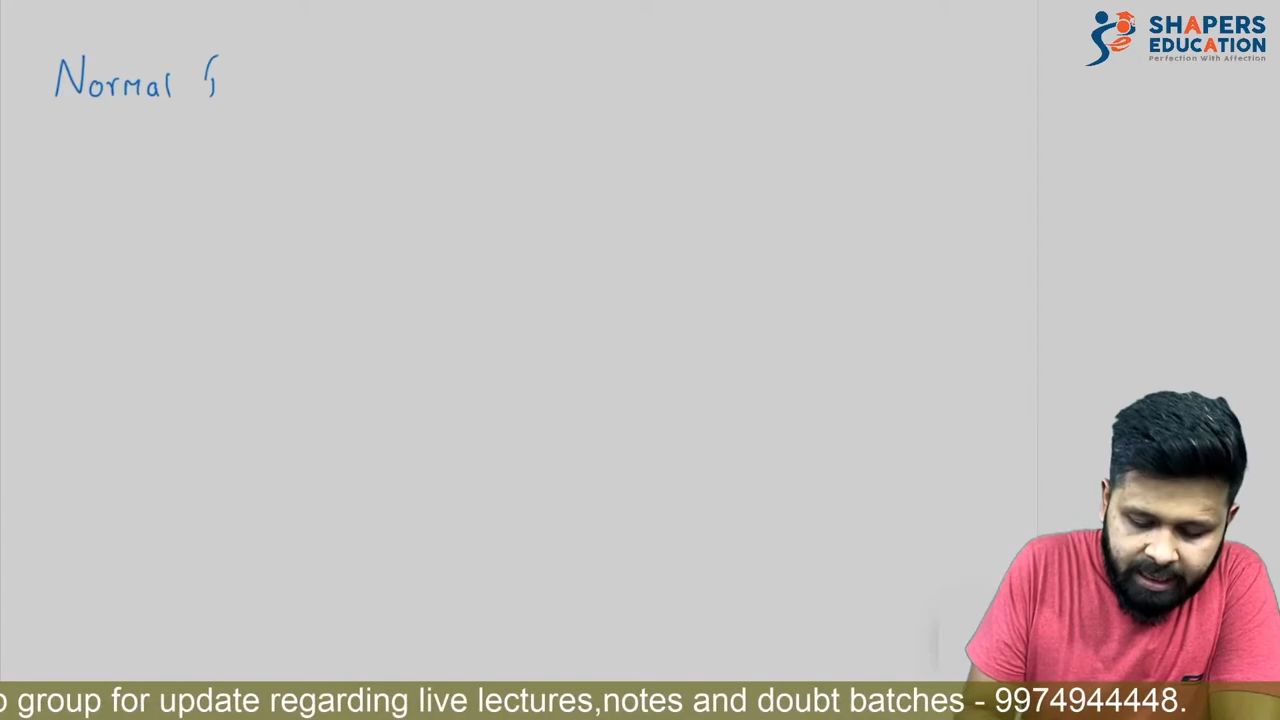 SHAPERS
EDUCATION
Perfection With Affection
Normal
group for update regarding live lectures,notes and doubt batches - 9974944448.